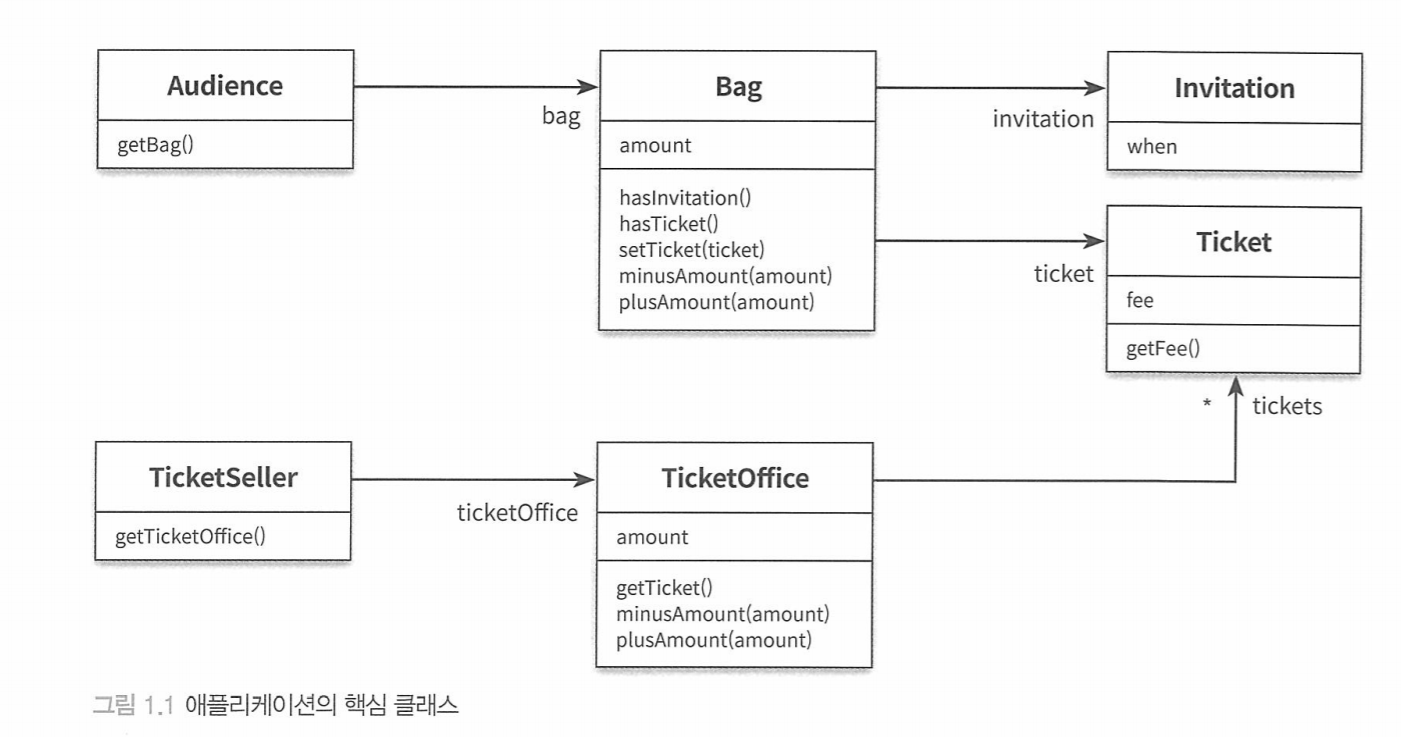 Audience
getBag()
bag
Bag
amount
hasInvitation()
hasTicket()
setTicket(ticket)
minusAmount(amount)
plusAmount(amount)
invitation
Invitation
when
ticket
Ticket
fee
getFee()
* tickets
TicketSeller
getTicketOffice()
ticketOffice
TicketOffice
amount
getTicket()
minusAmount(amount)
plusAmount(amount)
그림 1.1 애플리케이션의 핵심 클래스